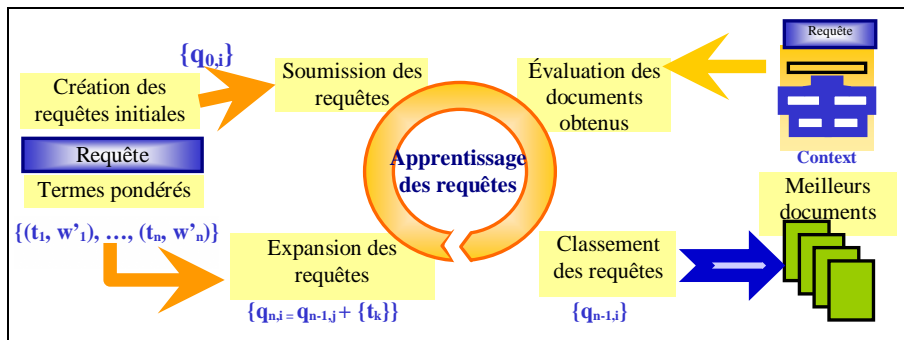 {q0,i}
Création des
requêtes initiales
Requête
Termes pondérés
{(t1, w'1), …, (tn, w'n)}
Soumission des
requêtes
Évaluation des
documents
obtenus
Requête
Context
Apprentissage
des requêtes
Expansion des
requêtes
{qn,i = qn-1,j + {tk}}
Classement
des requêtes
{qn-1,i}
Meilleurs
documents